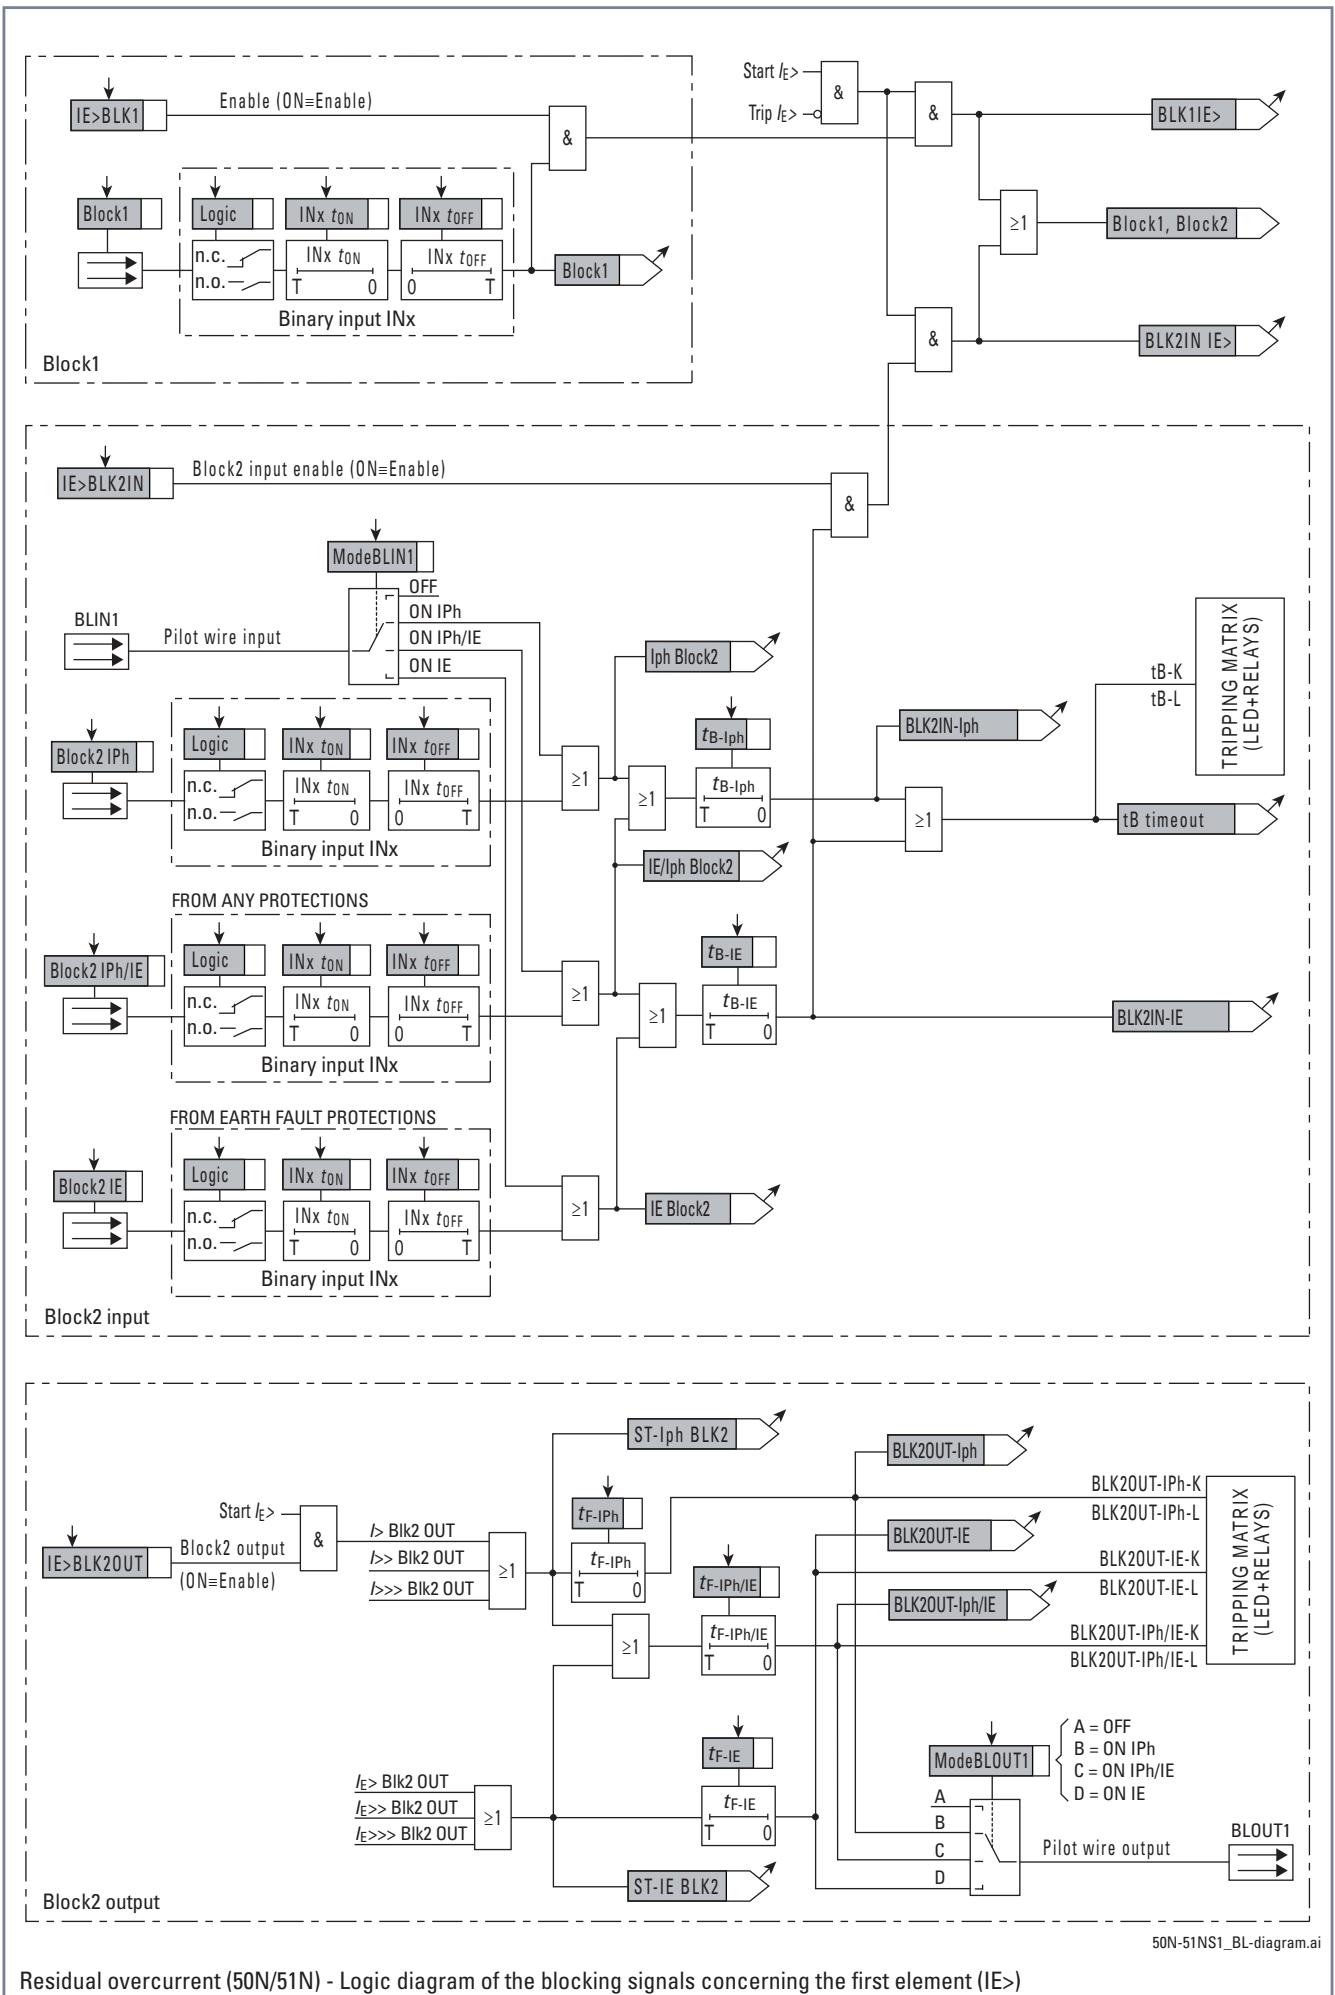 Start IE>
&
Trip IE>
&
BLK1IE>
IE>BLK1
Enable (ON≡Enable)
&
Block1
Logic
INx tON
INx tOFF
≥1
Block1, Block2
n.c.
n.o.
INx tON
T 0
INx tOFF
0 T
Block1
Binary input INx
&
BLK2IN IE>
Block1
IE>BLK2IN
Block2 input enable (ON≡Enable)
&
ModeBLIN1
OFF
ON IPh
ON IPh/IE
ON IE
BLIN1
Pilot wire input
TRIPPING MATRIX
(LED+RELAYS)
tB-K
tB-L
Iph Block2
Block2 IPh
Logic
INx tON
INx tOFF
tB-Iph
BLK2IN-Iph
n.c.
n.o.
INx tON
T 0
INx tOFF
0 T
≥1
≥1
tB-Iph
T 0
≥1
tB timeout
Binary input INx
IE/Iph Block2
FROM ANY PROTECTIONS
Block2 IPh/IE
Logic
INx tON
INx tOFF
tB-IE
n.c.
n.o.
INx tON
T 0
INx tOFF
0 T
≥1
≥1
tB-IE
T 0
BLK2IN-IE
Binary input INx
FROM EARTH FAULT PROTECTIONS
Block2 IE
Logic
INx tON
INx tOFF
n.c.
n.o.
INx tON
T 0
INx tOFF
0 T
≥1
IE Block2
Binary input INx
Block2 input
ST-Iph BLK2
BLK2OUT-Iph
Start IE>
&
IE>BLK2OUT
Block2 output
(ON≡Enable)
I> Blk2 OUT
I>> Blk2 OUT
I>>> Blk2 OUT
≥1
tF-IPh
tF-IPh
T 0
BLK2OUT-IE
BLK2OUT-IPh-K
BLK2OUT-IPh-L
BLK2OUT-IE-K
BLK2OUT-IE-L
BLK2OUT-IPh/IE-K
BLK2OUT-IPh/IE-L
TRIPPING MATRIX
(LED+RELAYS)
tF-IPh/IE
BLK2OUT-Iph/IE
≥1
tF-IPh/IE
T 0
tF-IE
ModeBLOUT1
A = OFF
B = ON IPh
C = ON IPh/IE
D = ON IE
IE> Blk2 OUT
IE>> Blk2 OUT
IE>>> Blk2 OUT
≥1
tF-IE
T 0
A
B
C
D
Pilot wire output
BLOUT1
ST-IE BLK2
Block2 output
50N-51NS1_BL-diagram.ai
Residual overcurrent (50N/51N) - Logic diagram of the blocking signals concerning the first element (IE>)